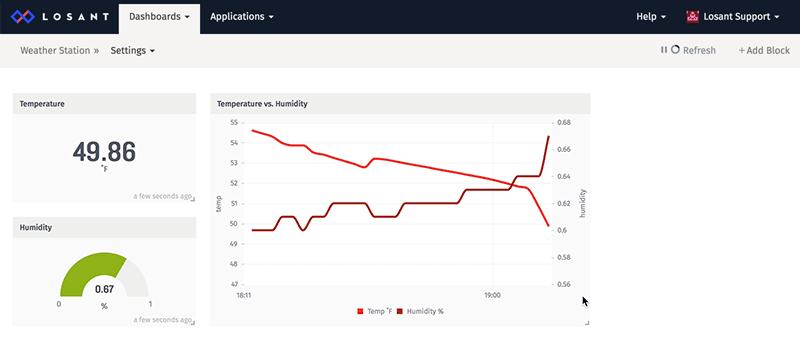 LOSANT Dashboards Applications Help Losant Support
Weather Station » Settings Refresh + Add Block
Temperature
49.86
°F
a few seconds ago
Humidity
0.67
0 1
%
a few seconds ago
Temperature vs. Humidity
55 0.68
54
53 0.66
52 0.64
51 0.62
50 0.6
49
48 0.58
47 0.56
temp
humidity
18:11 19:00
Temp °F Humidity %